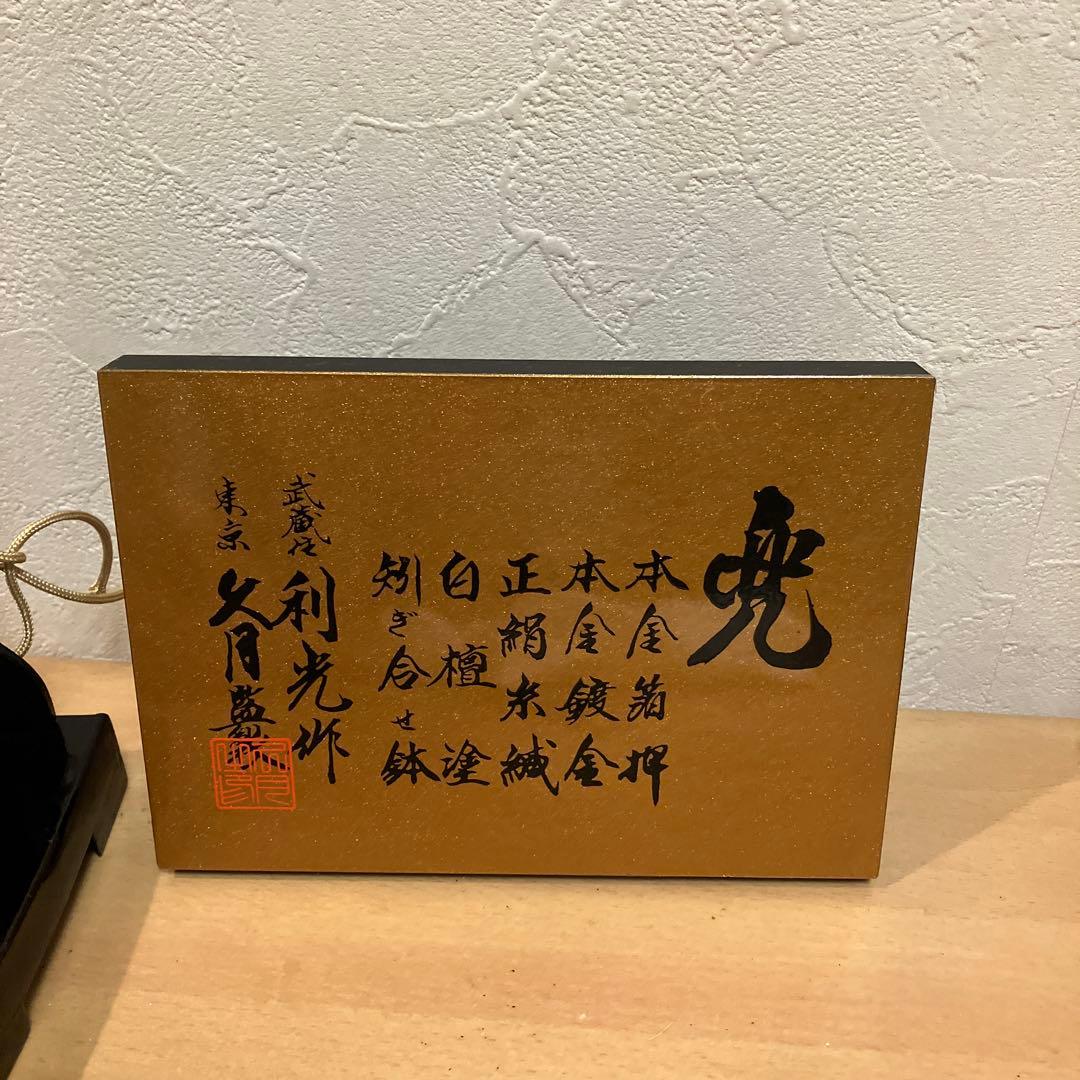 兜
本金箔押
本金鍍金
正絹糸縅
白檀塗
矧ぎ合せ鉢
武蔵住 利光作
東京 久月